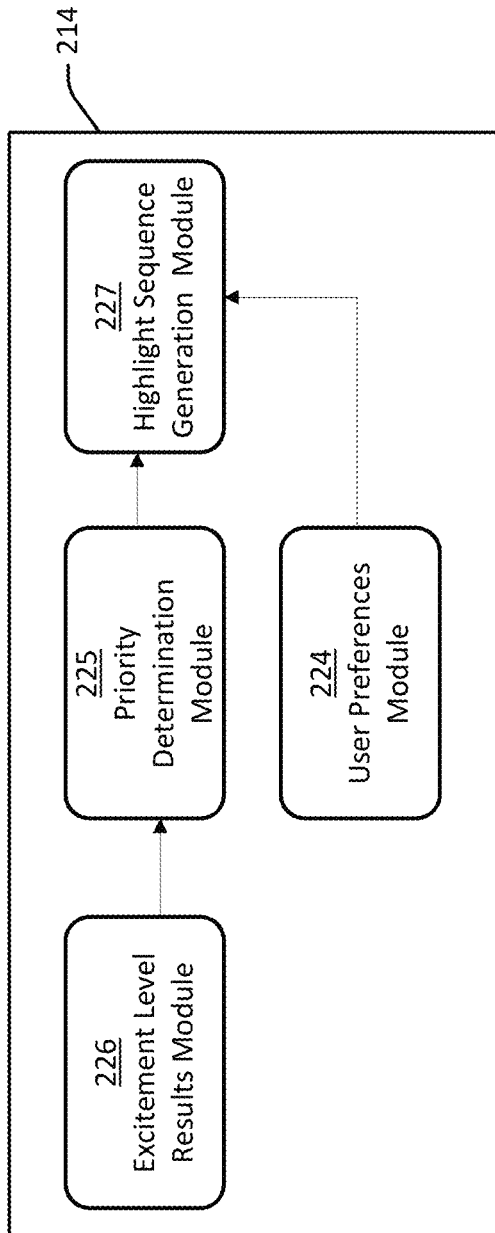 214
226
Excitement Level
Results Module
225
Priority
Determination
Module
227
Highlight Sequence
Generation Module
224
User Preferences
Module